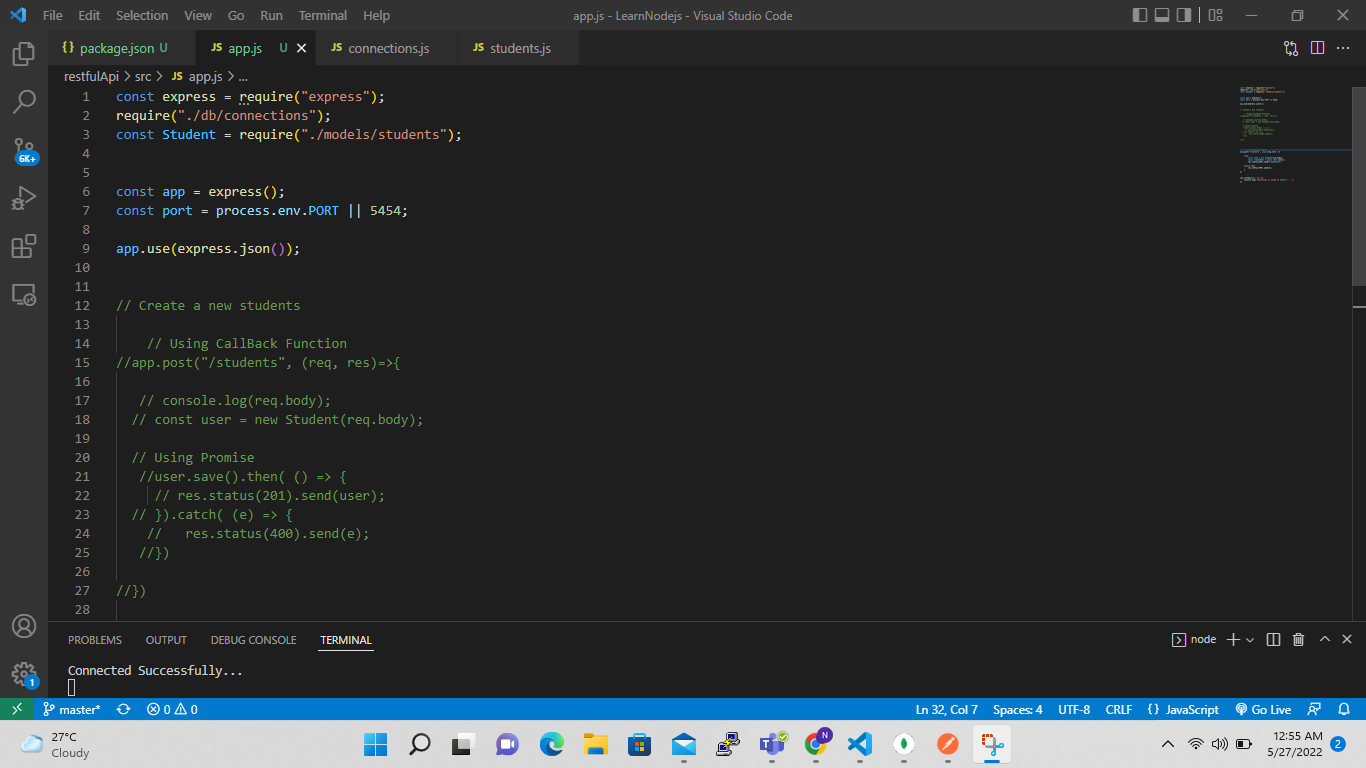 File Edit Selection View Go Run Terminal Help app.js - LearnNodejs - Visual Studio Code
{} package.json U JS app.js U JS connections.js JS students.js
restfulApi > src > JS app.js > ...
1 const express = require("express");
2 require("./db/connections");
3 const Student = require("./models/students");
4
5
6 const app = express();
7 const port = process.env.PORT || 5454;
8
9 app.use(express.json());
10
11
12 // Create a new students
13
14 // Using CallBack Function
15 //app.post("/students", (req, res)=>{
16
17 // console.log(req.body);
18 // const user = new Student(req.body);
19
20 // Using Promise
21 //user.save().then( () => {
22 // res.status(201).send(user);
23 // }).catch( (e) => {
24 //   res.status(400).send(e);
25 //})
26
27 //})
28
6K+
1
PROBLEMS OUTPUT DEBUG CONSOLE TERMINAL node
Connected Successfully...
master* 0 0 Ln 32, Col 7 Spaces: 4 UTF-8 CRLF {} JavaScript Go Live
27°C
Cloudy
N
12:55 AM
5/27/2022 2